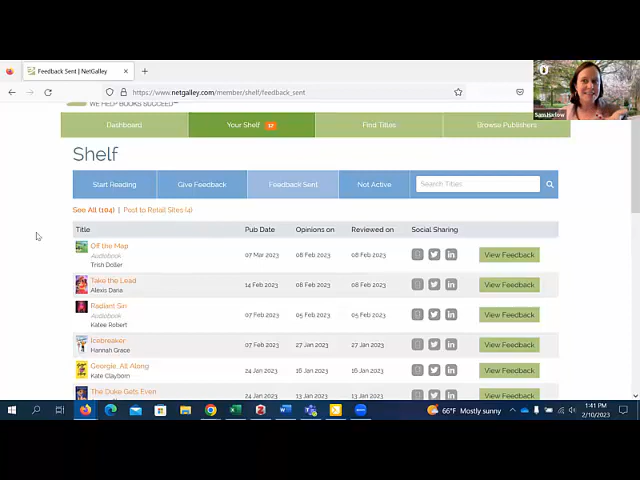 Feedback Sent | NetGalley
https://www.netgalley.com/member/shelf/feedback_sent
WE HELP BOOKS SUCCEED
Sam Harlow
Dashboard Your Shelf 17 Find Titles Browse Publishers
Shelf
Start Reading Give Feedback Feedback Sent Not Active Search Titles
See All (104) | Post to Retail Sites (4)
Title Pub Date Opinions on Reviewed on Social Sharing
Off the Map
Audiobook 07 Mar 2023 08 Feb 2023 08 Feb 2023 View Feedback
Trish Doller
Take the Lead 14 Feb 2023 08 Feb 2023 08 Feb 2023 View Feedback
Alexis Daria
Radiant Sin
Audiobook 07 Feb 2023 05 Feb 2023 05 Feb 2023 View Feedback
Katee Robert
Icebreaker 07 Feb 2023 27 Jan 2023 27 Jan 2023 View Feedback
Hannah Grace
Georgie, All Along 24 Jan 2023 16 Jan 2023 16 Jan 2023 View Feedback
Kate Clayborn
The Duke Gets Even 24 Jan 2023 16 Jan 2023 16 Jan 2023 View Feedback
66°F Mostly sunny 1:41 PM
2/10/2023